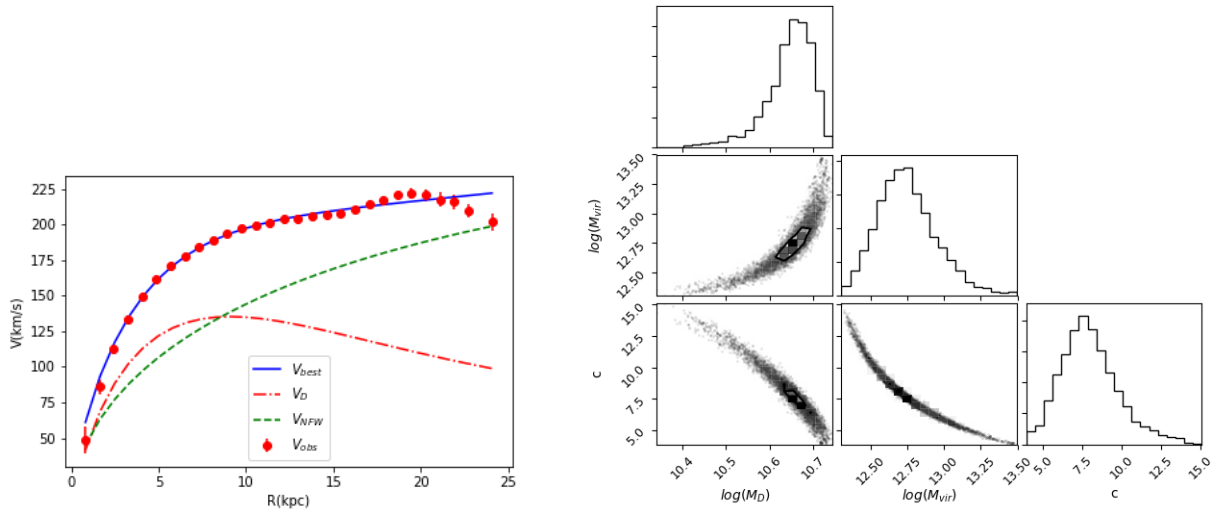 225
200
175
150
125
100
75
50
V(km/s)
0 5 10 15 20 25
R(kpc)
V_best
V_D
V_NFW
V_obs
13.50
13.25
13.00
12.75
12.50
log(M_vir)
15.0
12.5
10.0
7.5
5.0
c
10.4 10.5 10.6 10.7
log(M_D)
12.50 12.75 13.00 13.25 13.50
log(M_vir)
5.0 7.5 10.0 12.5 15.0
c